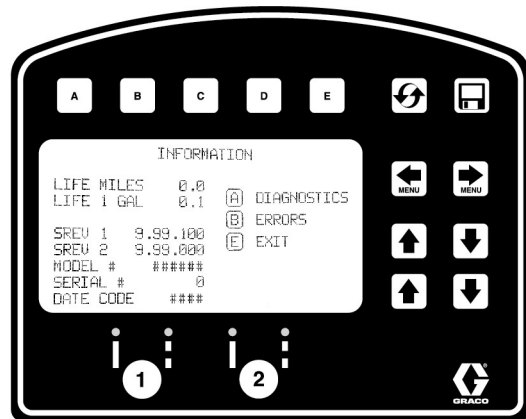 A B C D E
INFORMATION
LIFE MILES 0.0
LIFE 1 GAL 0.1
A DIAGNOSTICS
B ERRORS
E EXIT
SREV 1 9.99.100
SREV 2 9.99.000
MODEL # ######
SERIAL # 0
DATE CODE ####
MENU MENU
1 2
GRACO